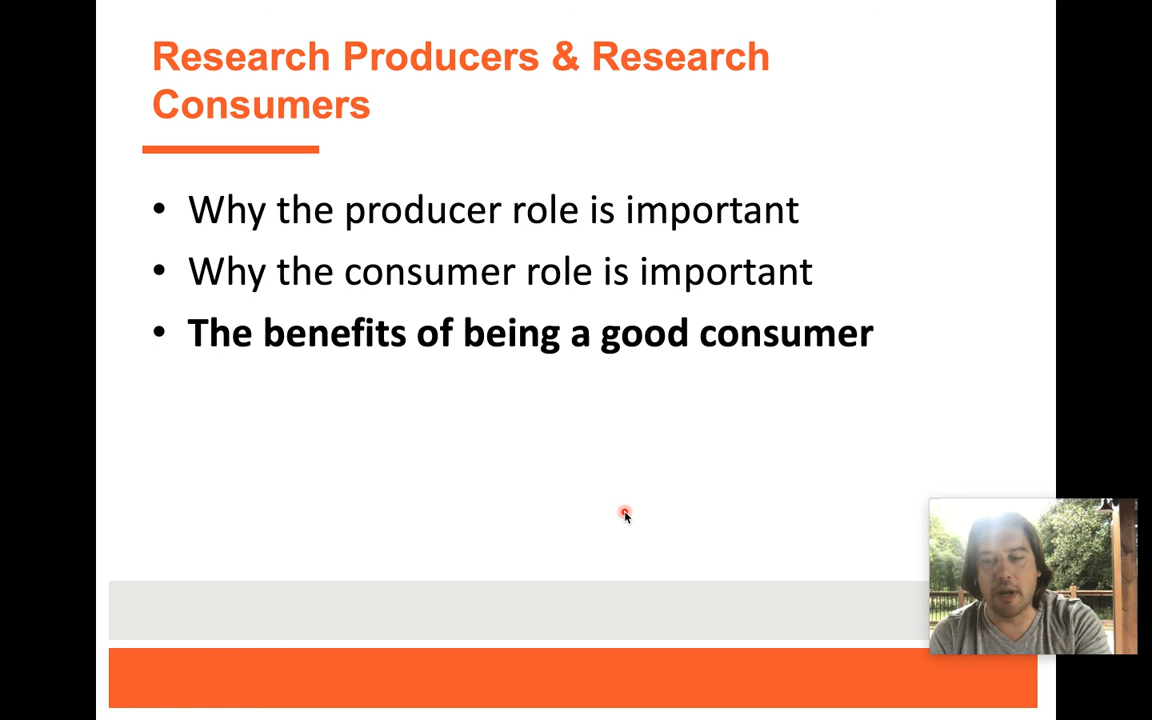 Research Producers & Research
Consumers
• Why the producer role is important
• Why the consumer role is important
• The benefits of being a good consumer